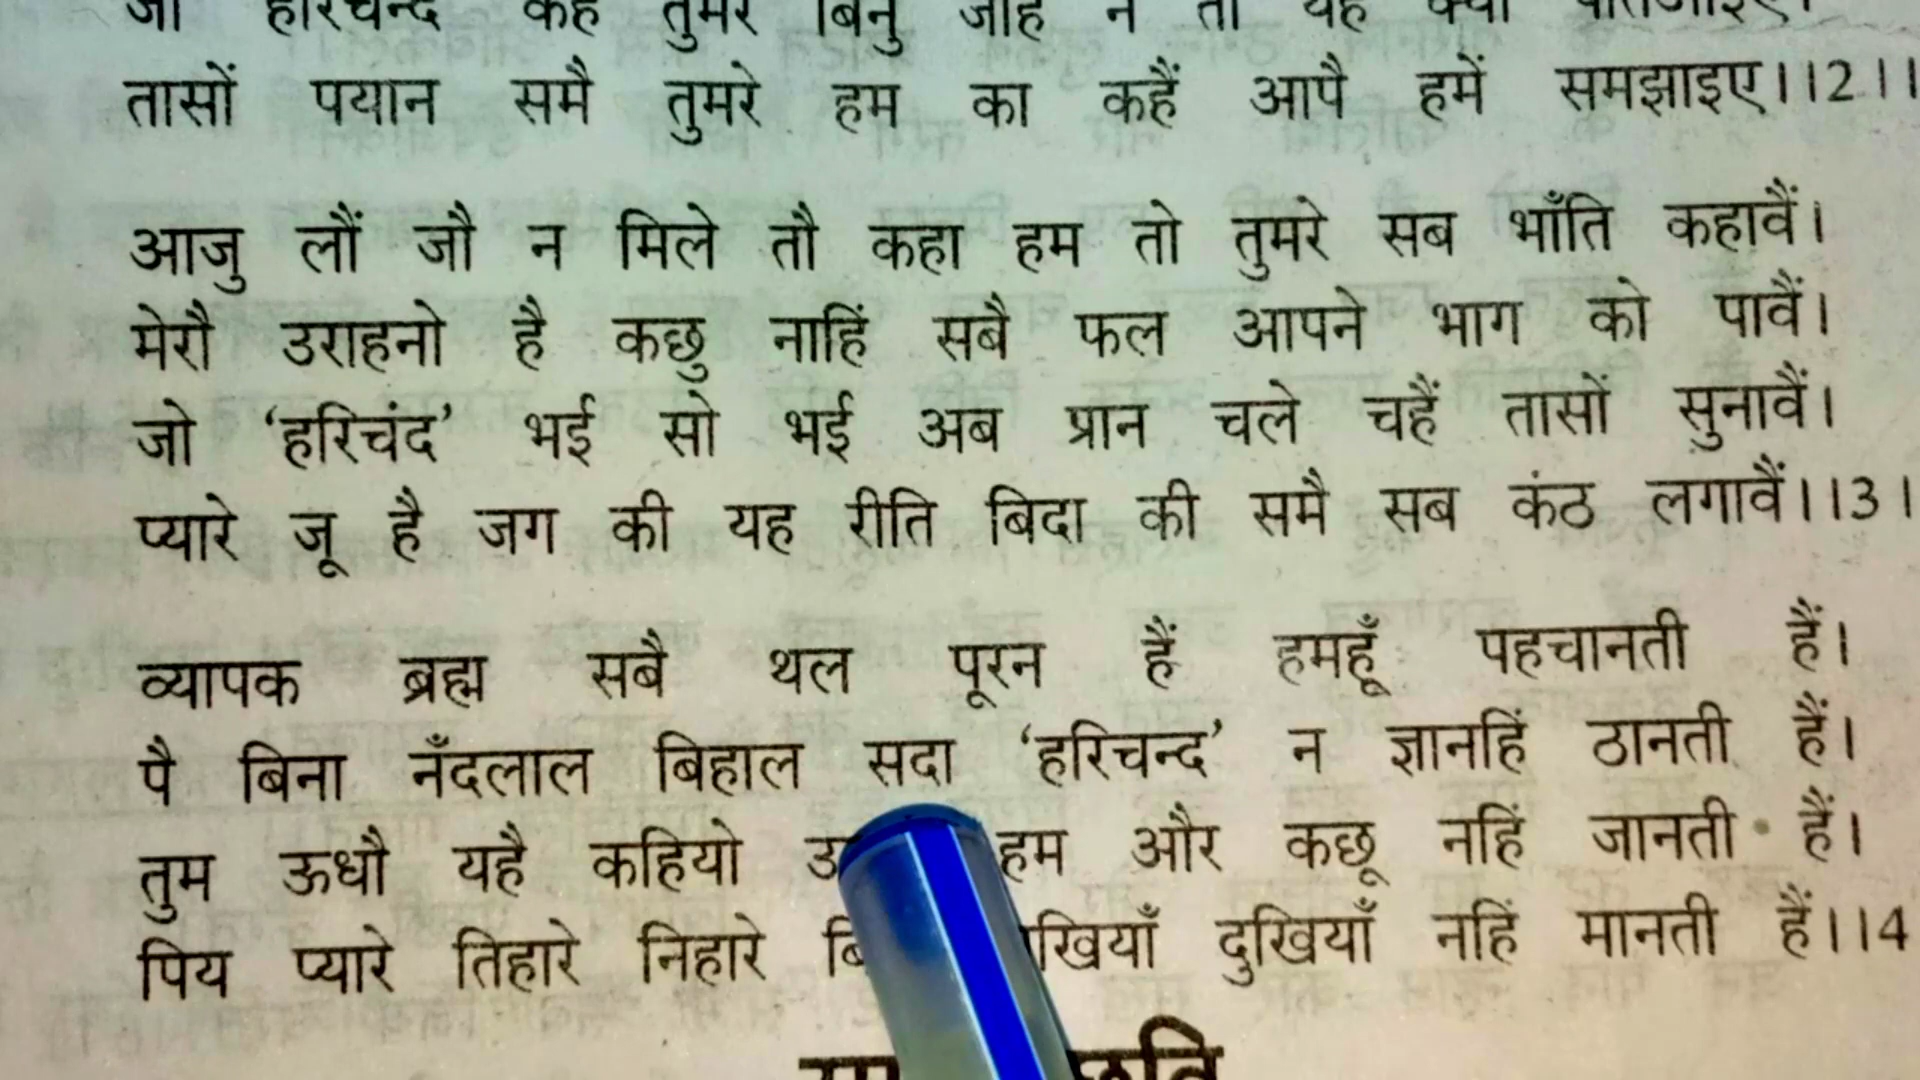 तुमरे बिनु न
तासों पयान समै तुमरे हम का कहैं आपै हमें समझाइए।।2।।
आजु लौं जौ न मिले तौ कहा हम तो तुमरे सब भाँति कहावैं।
मेरौ उराहनो है कछु नाहिं सबै फल आपने भाग को पावैं।
जो ‘हरिचंद’ भई सो भई अब प्रान चले चहैं तासों सुनावैं।
प्यारे जू है जग की यह रीति बिदा की समै सब कंठ लगावैं।।3।
व्यापक ब्रह्म सबै थल पूरन हैं हमहूँ पहचानती हैं।
पै बिना नँदलाल बिहाल सदा ‘हरिचन्द’ न ज्ञानहिं ठानती हैं।
तुम ऊधौ यहै कहियो हम और कछू नहिं जानती हैं।
पिय प्यारे तिहारे निहारे दुखियाँ नहिं मानती हैं।।4